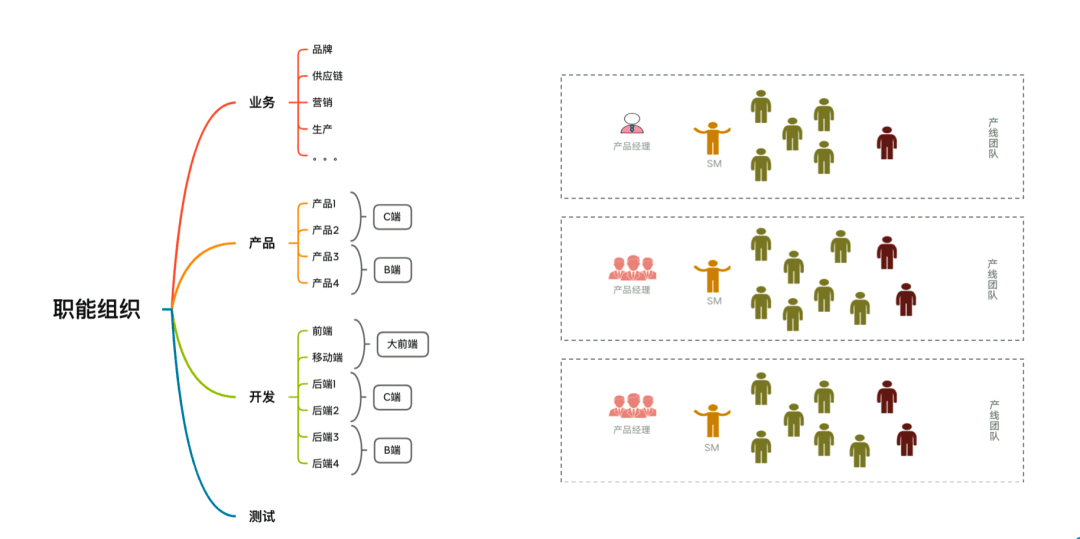 职能组织
业务
品牌
供应链
营销
生产
。。。
产品
产品1
产品2
产品3
产品4
C端
B端
开发
前端
移动端
后端1
后端2
后端3
后端4
大前端
C端
B端
测试
产品经理
SM
产线团队
产品经理
SM
产线团队
产品经理
SM
产线团队